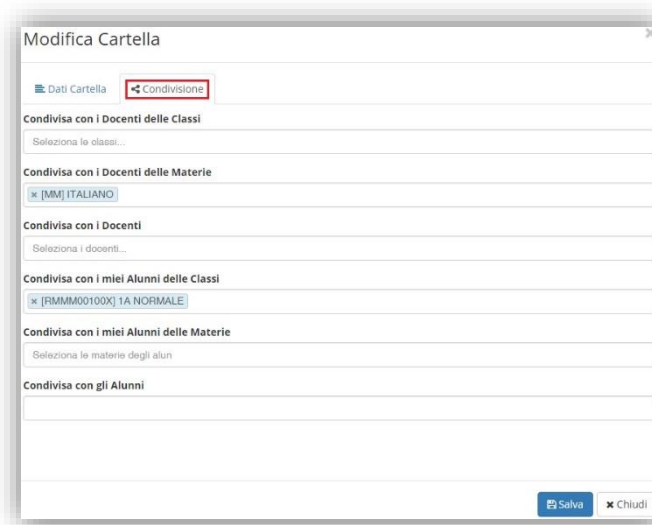 Modifica Cartella
Dati Cartella
Condivisione
Condivisa con i Docenti delle Classi
Seleziona le classi...
Condivisa con i Docenti delle Materie
× [MM] ITALIANO
Condivisa con i Docenti
Seleziona i docenti...
Condivisa con i miei Alunni delle Classi
× [RMMM00100X] 1A NORMALE
Condivisa con i miei Alunni delle Materie
Seleziona le materie degli alun
Condivisa con gli Alunni
Salva
× Chiudi